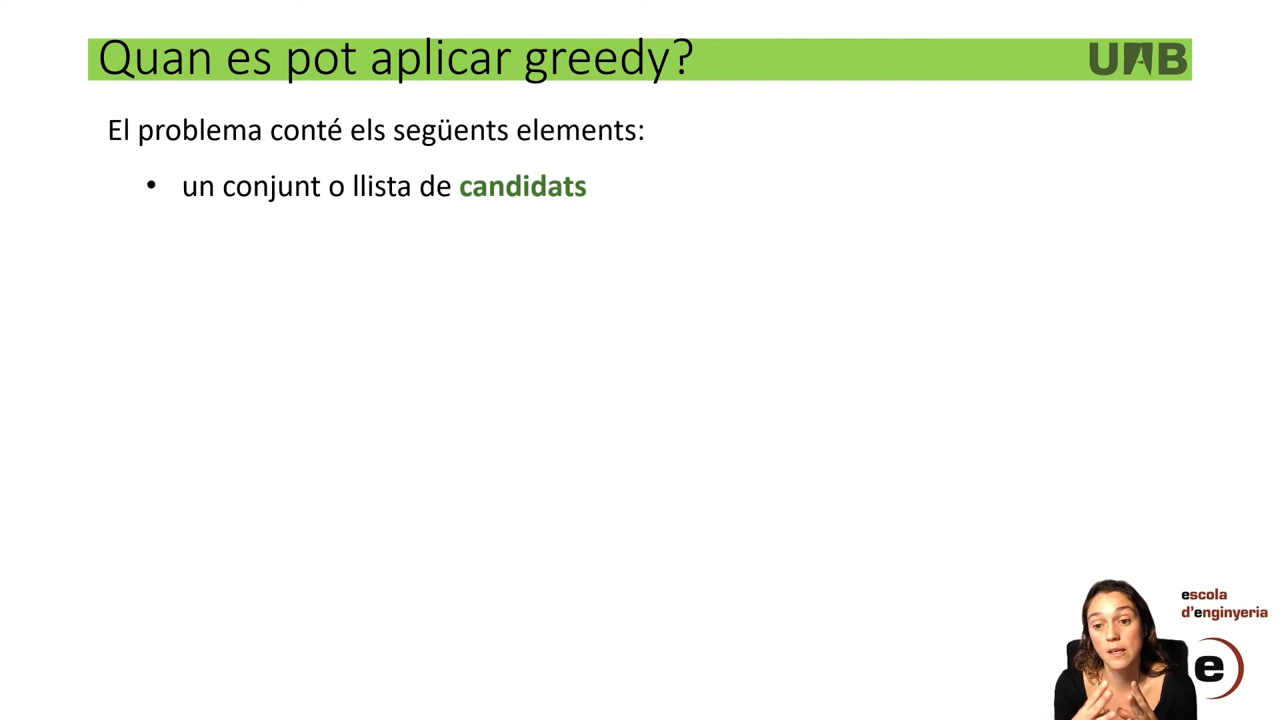 Quan es pot aplicar greedy?
UAB
El problema conté els següents elements:
• un conjunt o llista de candidats
escola
d'enginyeria
e